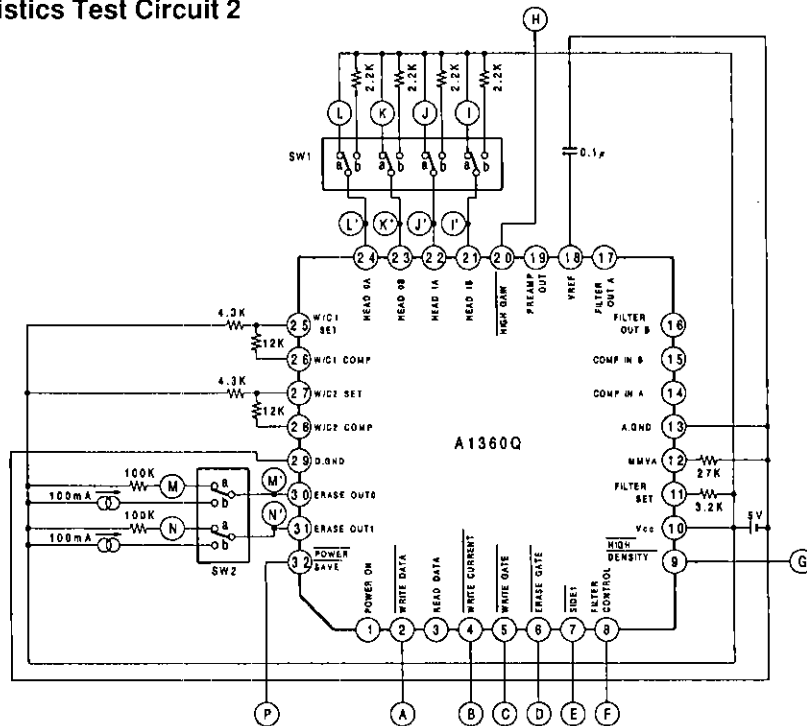 istics Test Circuit 2
H
2.2K
2.2K
2.2K
2.2K
L
K
J
I
SW1
a b
a b
a b
a b
0.1μ
L'
K'
J'
I'
24
23
22
21
20
19
18
17
HEAD 0A
HEAD 0B
HEAD 1A
HEAD 1B
HIGH GAIN
PREAMP OUT
VREF
FILTER OUT A
4.3K
25
W/C1 SET
FILTER OUT B
16
12K
26
W/C1 COMP
COMP IN B
15
4.3K
27
W/C2 SET
COMP IN A
14
12K
28
W/C2 COMP
A.GND
13
A1360Q
29
D.GND
MMVA
12
27K
100K
M
a
M'
30
ERASE OUT0
FILTER SET
11
3.2K
100mA
b
100K
N
a
N'
31
ERASE OUT1
Vcc
10
5V
100mA
b
SW2
32
POWER SAVE
HIGH DENSITY
9
G
POWER ON
WRITE DATA
READ DATA
WRITE CURRENT
WRITE GATE
ERASE GATE
SIDE1
FILTER CONTROL
1
2
3
4
5
6
7
8
P
A
B
C
D
E
F